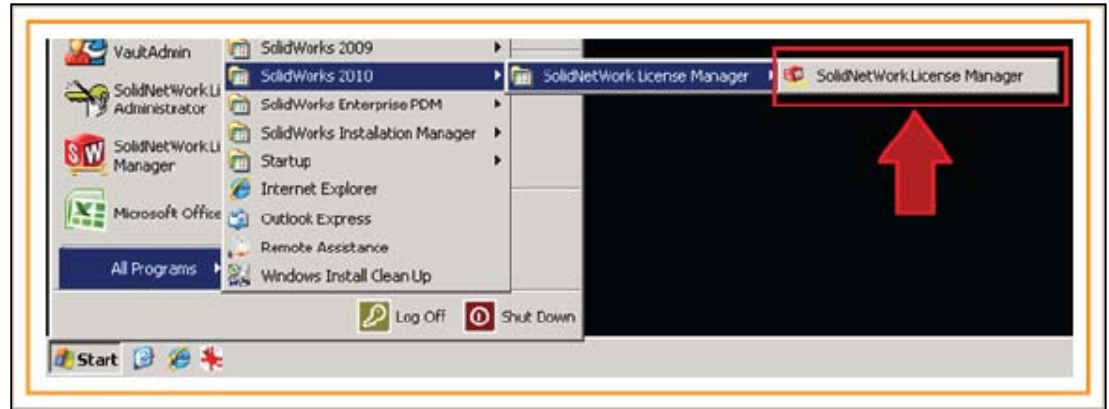 VaultAdmin
SolidNetWork Li
Administrator
SolidNetWork Li
Manager
Microsoft Office
All Programs
SolidWorks 2009
SolidWorks 2010
SolidWorks Enterprise PDM
SolidWorks Instalation Manager
Startup
Internet Explorer
Outlook Express
Remote Assistance
Windows Install Clean Up
SolidNetWork License Manager
SolidNetWork License Manager
Log Off
Shut Down
Start